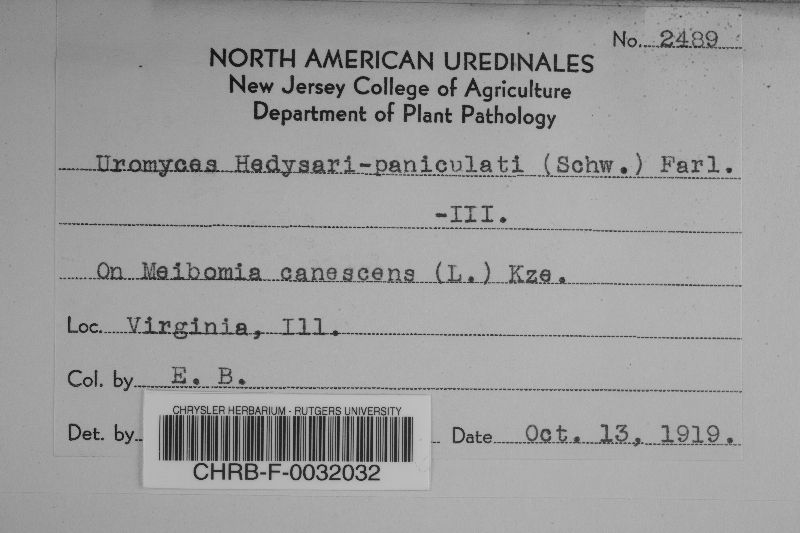 No. 2489
NORTH AMERICAN UREDINALES
New Jersey College of Agriculture
Department of Plant Pathology
Uromyces Hedysari-paniculati (Schw.) Farl.
-III.
On Meibomia canescens (L.) Kze.
Loc. Virginia, Ill.
Col. by E. B.
Det. by Date Oct. 13, 1919.
CHRYSLER HERBARIUM - RUTGERS UNIVERSITY
CHRB-F-0032032